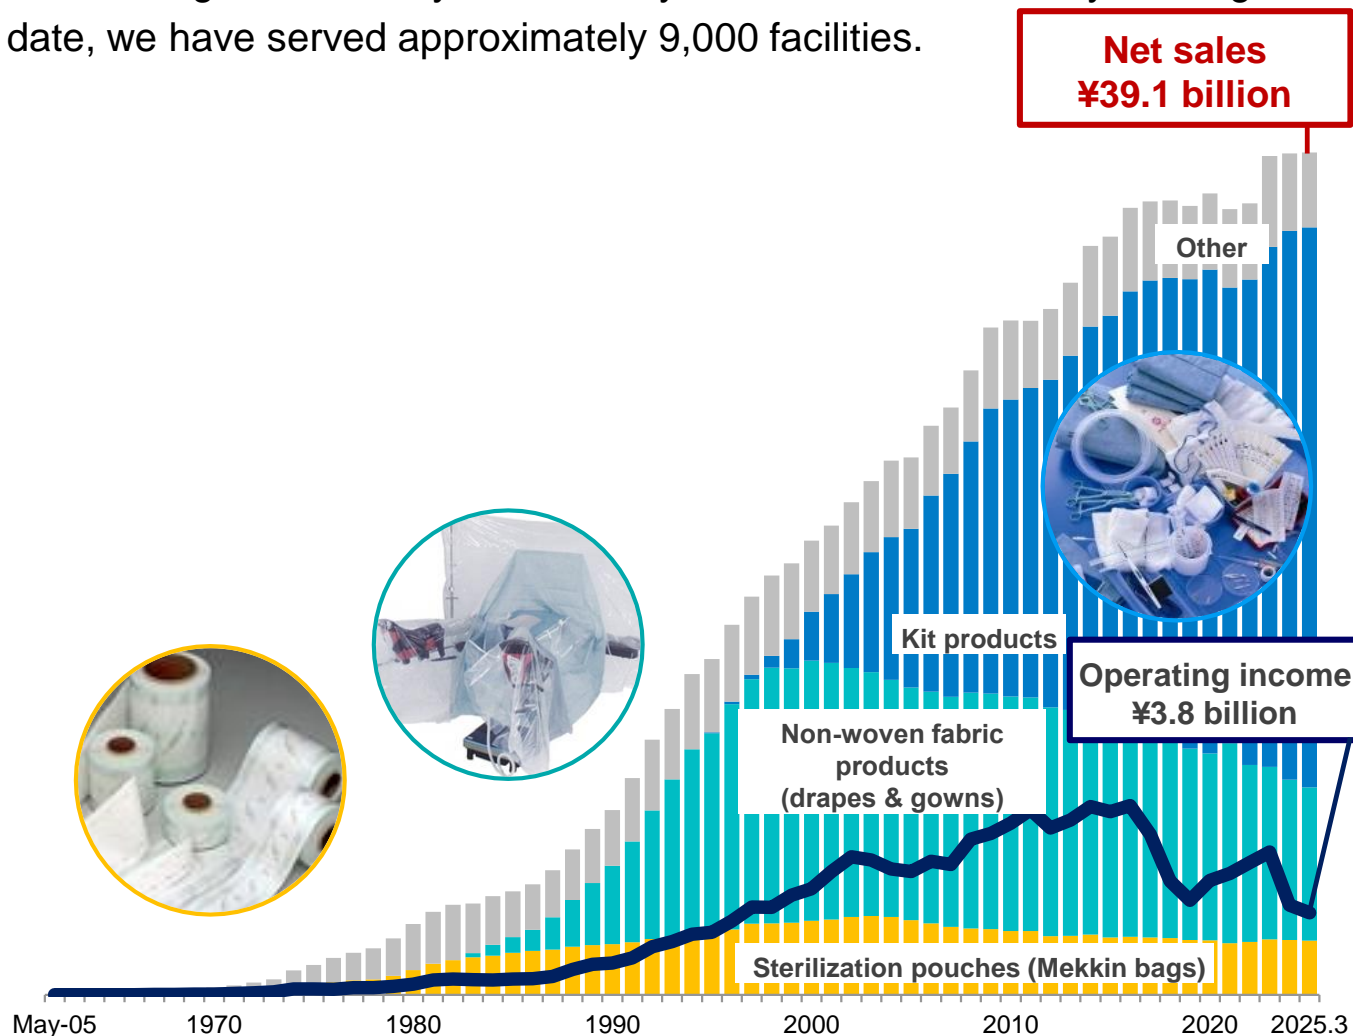 date, we have served approximately 9,000 facilities.
Net sales
¥39.1 billion
Other
Kit products
Operating income
¥3.8 billion
Non-woven fabric
products
(drapes & gowns)
Sterilization pouches (Mekkin bags)
May-05 1970 1980 1990 2000 2010 2020 2025.3